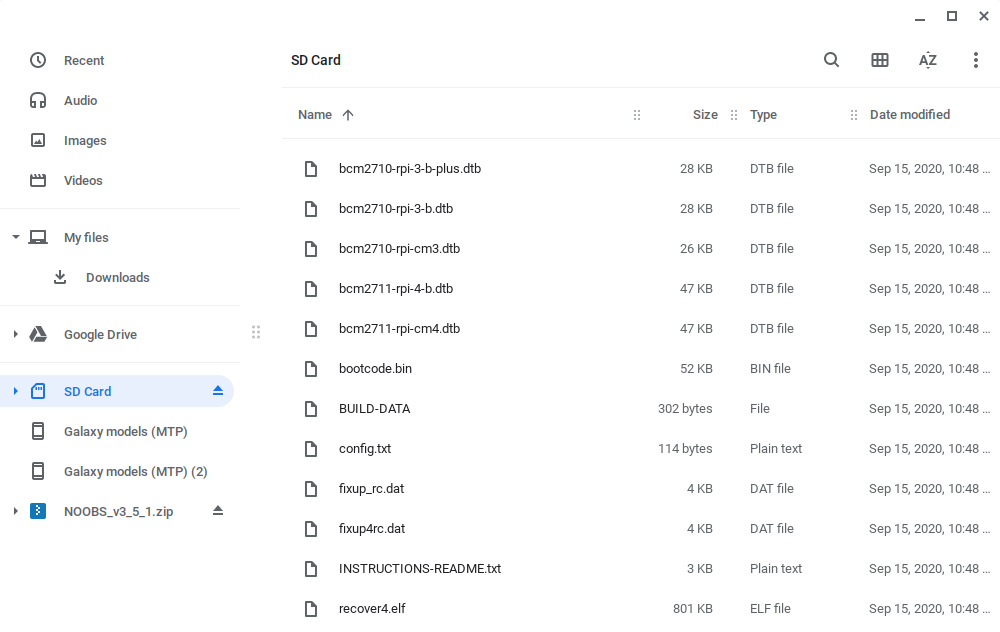 Recent
Audio
Images
Videos
My files
Downloads
Google Drive
SD Card
Galaxy models (MTP)
Galaxy models (MTP) (2)
NOOBS_v3_5_1.zip
SD Card
AZ
Name Size Type Date modified
bcm2710-rpi-3-b-plus.dtb 28 KB DTB file Sep 15, 2020, 10:48 ...
bcm2710-rpi-3-b.dtb 28 KB DTB file Sep 15, 2020, 10:48 ...
bcm2710-rpi-cm3.dtb 26 KB DTB file Sep 15, 2020, 10:48 ...
bcm2711-rpi-4-b.dtb 47 KB DTB file Sep 15, 2020, 10:48 ...
bcm2711-rpi-cm4.dtb 47 KB DTB file Sep 15, 2020, 10:48 ...
bootcode.bin 52 KB BIN file Sep 15, 2020, 10:48 ...
BUILD-DATA 302 bytes File Sep 15, 2020, 10:48 ...
config.txt 114 bytes Plain text Sep 15, 2020, 10:48 ...
fixup_rc.dat 4 KB DAT file Sep 15, 2020, 10:48 ...
fixup4rc.dat 4 KB DAT file Sep 15, 2020, 10:48 ...
INSTRUCTIONS-README.txt 3 KB Plain text Sep 15, 2020, 10:48 ...
recover4.elf 801 KB ELF file Sep 15, 2020, 10:48 ...